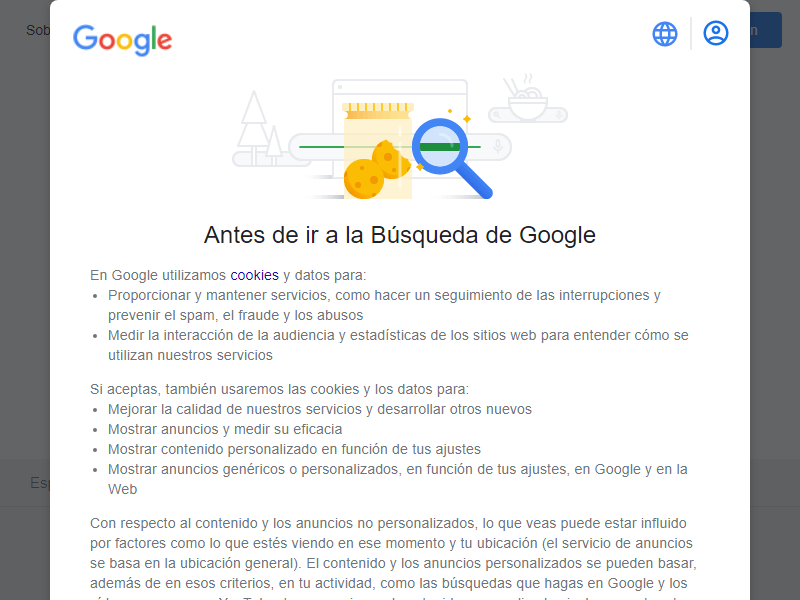 Google
Antes de ir a la Búsqueda de Google
En Google utilizamos cookies y datos para:
• Proporcionar y mantener servicios, como hacer un seguimiento de las interrupciones y
prevenir el spam, el fraude y los abusos
• Medir la interacción de la audiencia y estadísticas de los sitios web para entender cómo se
utilizan nuestros servicios
Si aceptas, también usaremos las cookies y los datos para:
• Mejorar la calidad de nuestros servicios y desarrollar otros nuevos
• Mostrar anuncios y medir su eficacia
• Mostrar contenido personalizado en función de tus ajustes
• Mostrar anuncios genéricos o personalizados, en función de tus ajustes, en Google y en la
Web
Con respecto al contenido y los anuncios no personalizados, lo que veas puede estar influido
por factores como lo que estés viendo en ese momento y tu ubicación (el servicio de anuncios
se basa en la ubicación general). El contenido y los anuncios personalizados se pueden basar,
además de en esos criterios, en tu actividad, como las búsquedas que hagas en Google y los